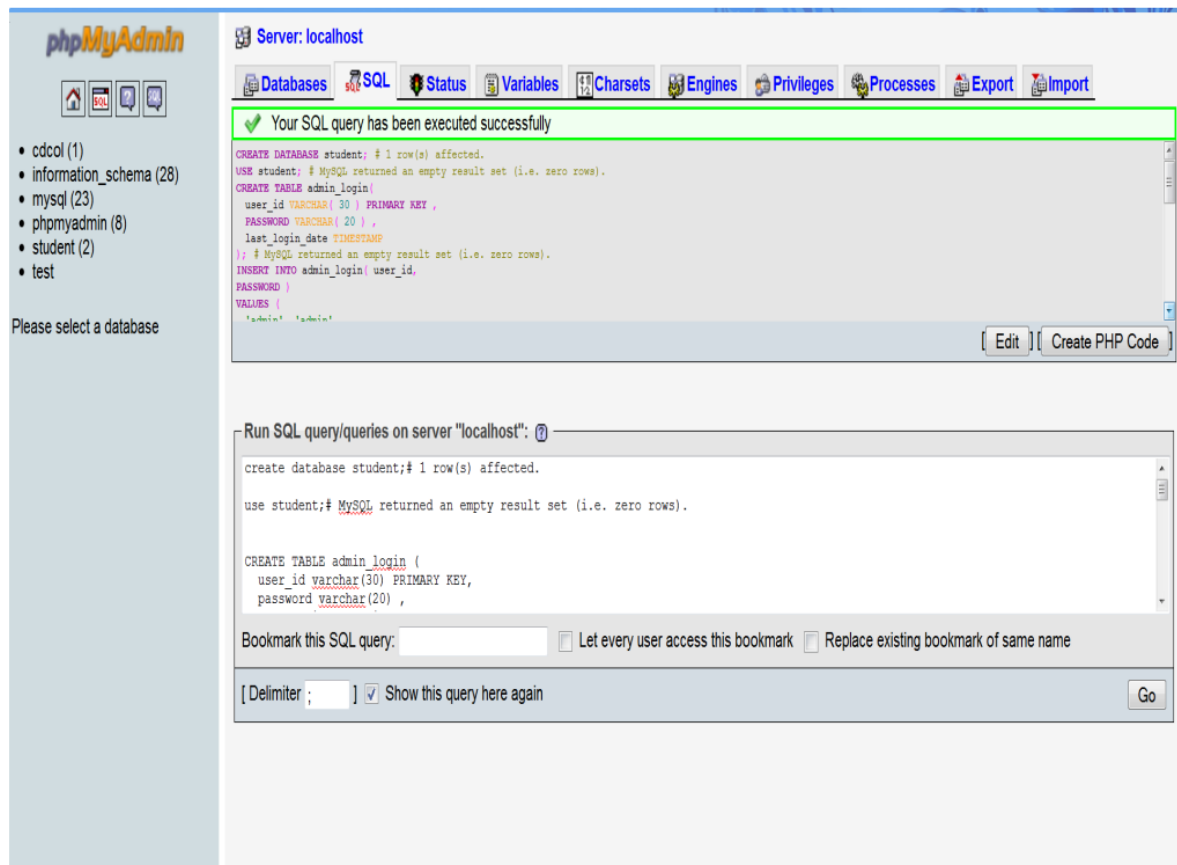 phpMyAdmin
SQL
cdcol (1)
information_schema (28)
mysql (23)
phpmyadmin (8)
student (2)
test
Please select a database
Server: localhost
Databases SQL Status Variables Charsets Engines Privileges Processes Export Import
Your SQL query has been executed successfully
CREATE DATABASE student; # 1 row(s) affected.
USE student; # MySQL returned an empty result set (i.e. zero rows).
CREATE TABLE admin_login(
user_id VARCHAR( 30 ) PRIMARY KEY ,
PASSWORD VARCHAR( 20 ) ,
last_login_date TIMESTAMP
); # MySQL returned an empty result set (i.e. zero rows).
INSERT INTO admin_login( user_id,
PASSWORD )
VALUES (
'admin', 'admin'
[ Edit ] [ Create PHP Code ]
Run SQL query/queries on server "localhost":
create database student;# 1 row(s) affected.
use student;# MySQL returned an empty result set (i.e. zero rows).
CREATE TABLE admin_login (
user_id varchar(30) PRIMARY KEY,
password varchar(20) ,
Bookmark this SQL query: Let every user access this bookmark Replace existing bookmark of same name
[ Delimiter ; ] Show this query here again Go